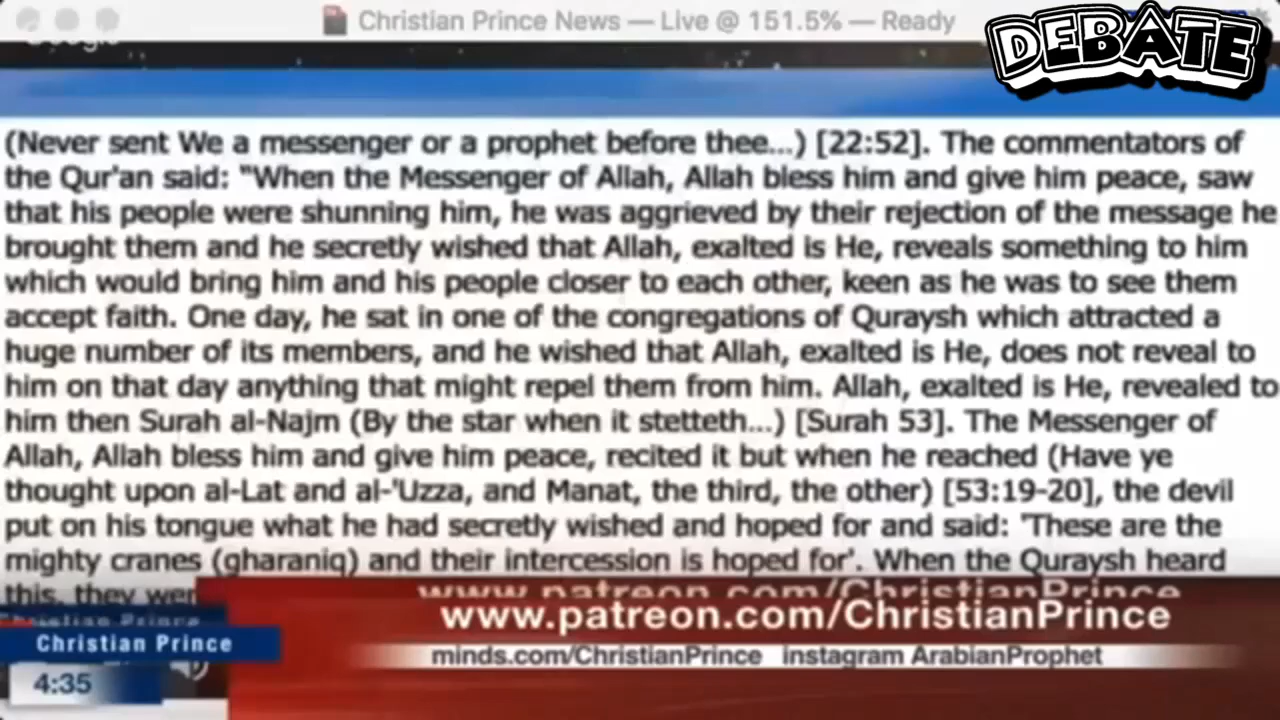 Christian Prince News — Live @ 151.5% — Ready
DEBATE
Google
(Never sent We a messenger or a prophet before thee...) [22:52]. The commentators of
the Qur'an said: "When the Messenger of Allah, Allah bless him and give him peace, saw
that his people were shunning him, he was aggrieved by their rejection of the message he
brought them and he secretly wished that Allah, exalted is He, reveals something to him
which would bring him and his people closer to each other, keen as he was to see them
accept faith. One day, he sat in one of the congregations of Quraysh which attracted a
huge number of its members, and he wished that Allah, exalted is He, does not reveal to
him on that day anything that might repel them from him. Allah, exalted is He, revealed to
him then Surah al-Najm (By the star when it stetteth...) [Surah 53]. The Messenger of
Allah, Allah bless him and give him peace, recited it but when he reached (Have ye
thought upon al-Lat and al-'Uzza, and Manat, the third, the other) [53:19-20], the devil
put on his tongue what he had secretly wished and hoped for and said: 'These are the
mighty cranes (gharaniq) and their intercession is hoped for'. When the Quraysh heard
this, they wer
www.patreon.com/ChristianPrince
www.patreon.com/ChristianPrince
Christian Prince
Christian Prince
minds.com/ChristianPrince instagram ArabianProphet
4:35